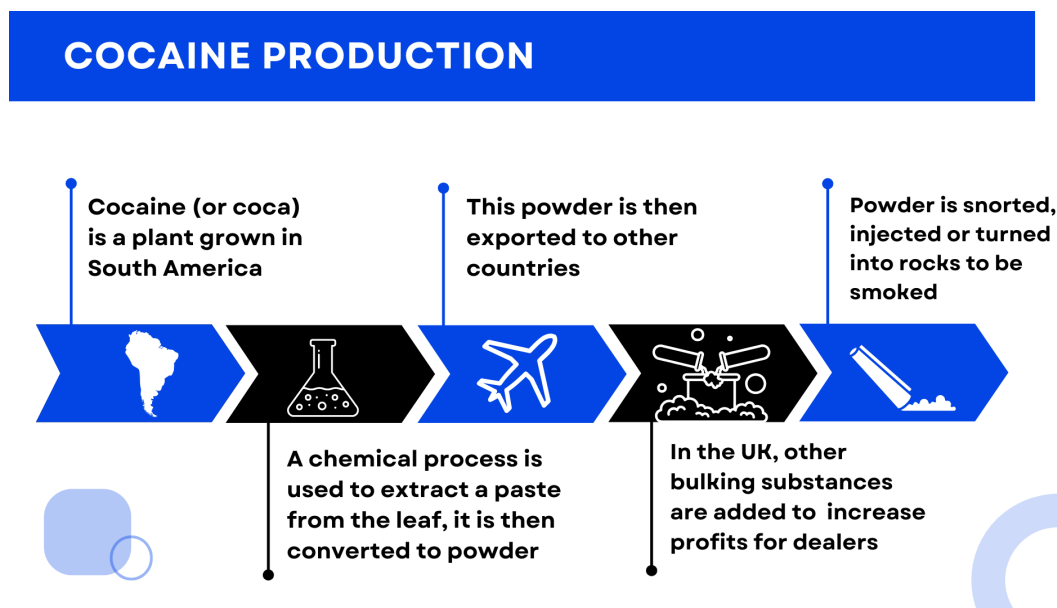 COCAINE PRODUCTION
Cocaine (or coca)
is a plant grown in
South America
A chemical process is
used to extract a paste
from the leaf, it is then
converted to powder
This powder is then
exported to other
countries
In the UK, other
bulking substances
are added to  increase
profits for dealers
Powder is snorted,
injected or turned
into rocks to be
smoked